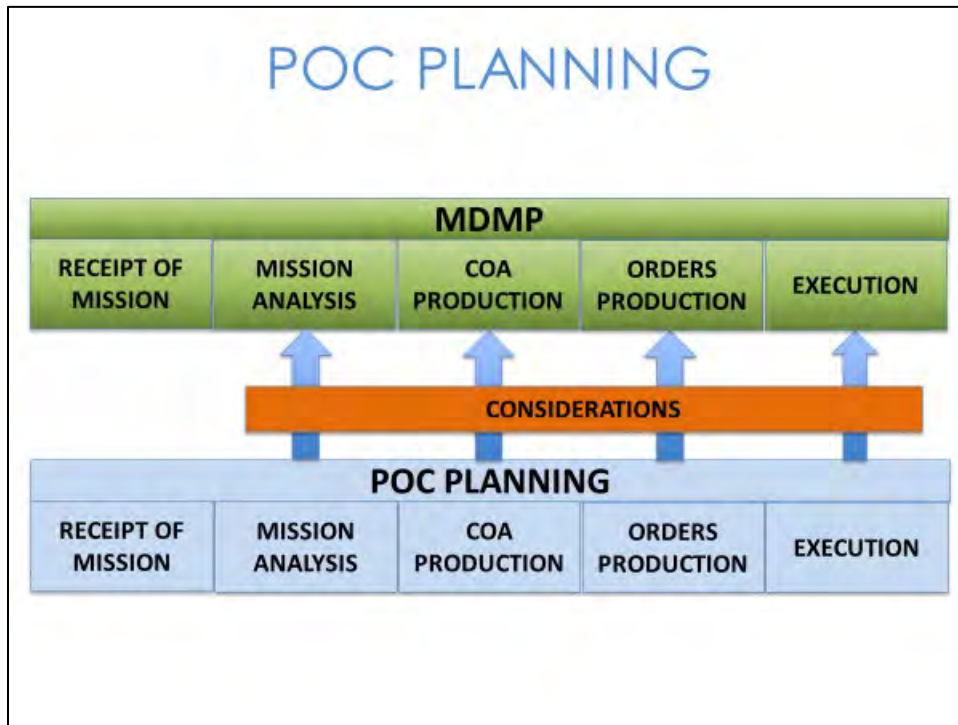 POC PLANNING
MDMP
RECEIPT OF
MISSION
MISSION
ANALYSIS
COA
PRODUCTION
ORDERS
PRODUCTION
EXECUTION
CONSIDERATIONS
POC PLANNING
RECEIPT OF
MISSION
MISSION
ANALYSIS
COA
PRODUCTION
ORDERS
PRODUCTION
EXECUTION